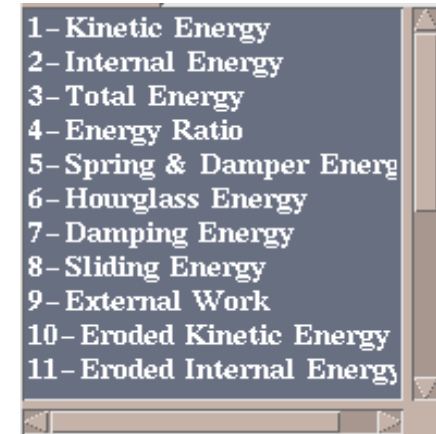 1-Kinetic Energy
2-Internal Energy
3-Total Energy
4-Energy Ratio
5-Spring & Damper Energ
6-Hourglass Energy
7-Damping Energy
8-Sliding Energy
9-External Work
10-Eroded Kinetic Energy
11-Eroded Internal Energy